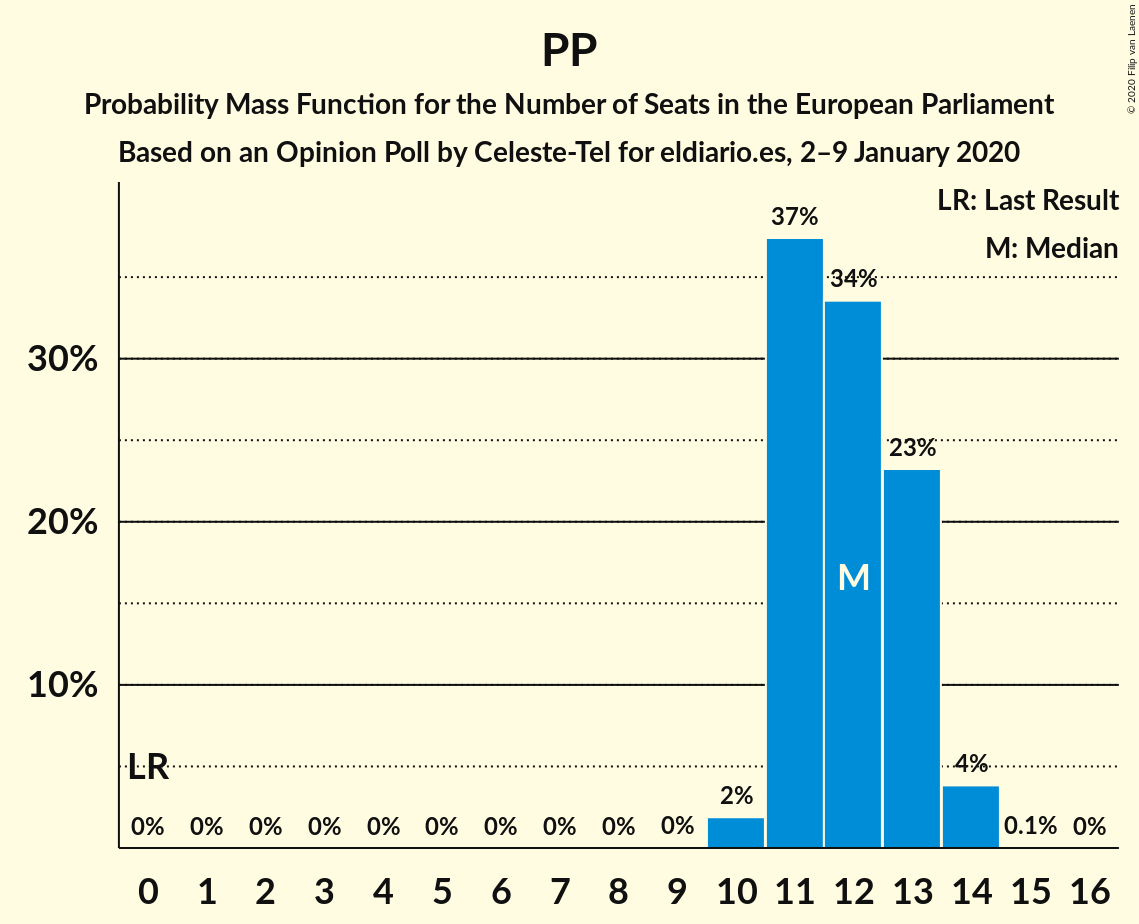 PP
Probability Mass Function for the Number of Seats in the European Parliament
Based on an Opinion Poll by Celeste-Tel for eldiario.es, 2–9 January 2020
© 2020 Filip van Laenen
LR: Last Result
M: Median
37%
34%
30%
23%
20%
M
10%
LR
4%
2%
0% 0% 0% 0% 0% 0% 0% 0% 0% 0% 0.1% 0%
0 1 2 3 4 5 6 7 8 9 10 11 12 13 14 15 16